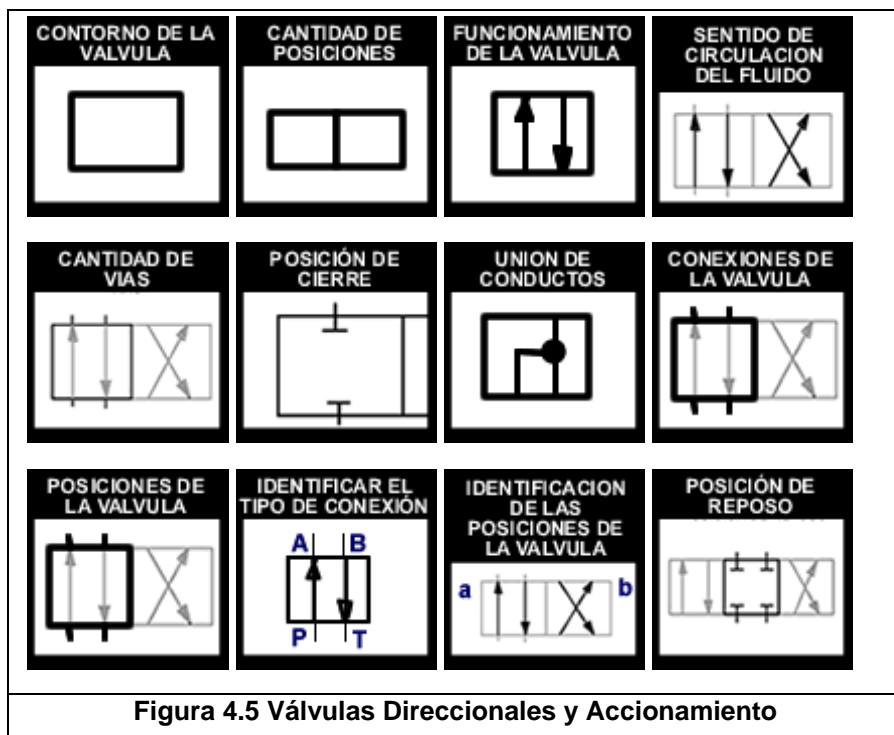 CONTORNO DE LA
VALVULA
CANTIDAD DE
POSICIONES
FUNCIONAMIENTO
DE LA VALVULA
SENTIDO DE
CIRCULACION
DEL FLUIDO
CANTIDAD DE
VIAS
POSICIÓN DE
CIERRE
UNION DE
CONDUCTOS
CONEXIONES DE
LA VALVULA
POSICIONES DE
LA VALVULA
IDENTIFICAR EL
TIPO DE CONEXIÓN
A B
P T
IDENTIFICACION
DE LAS
POSICIONES DE
LA VALVULA
a b
POSICIÓN DE
REPOSO
Figura 4.5 Válvulas Direccionales y Accionamiento